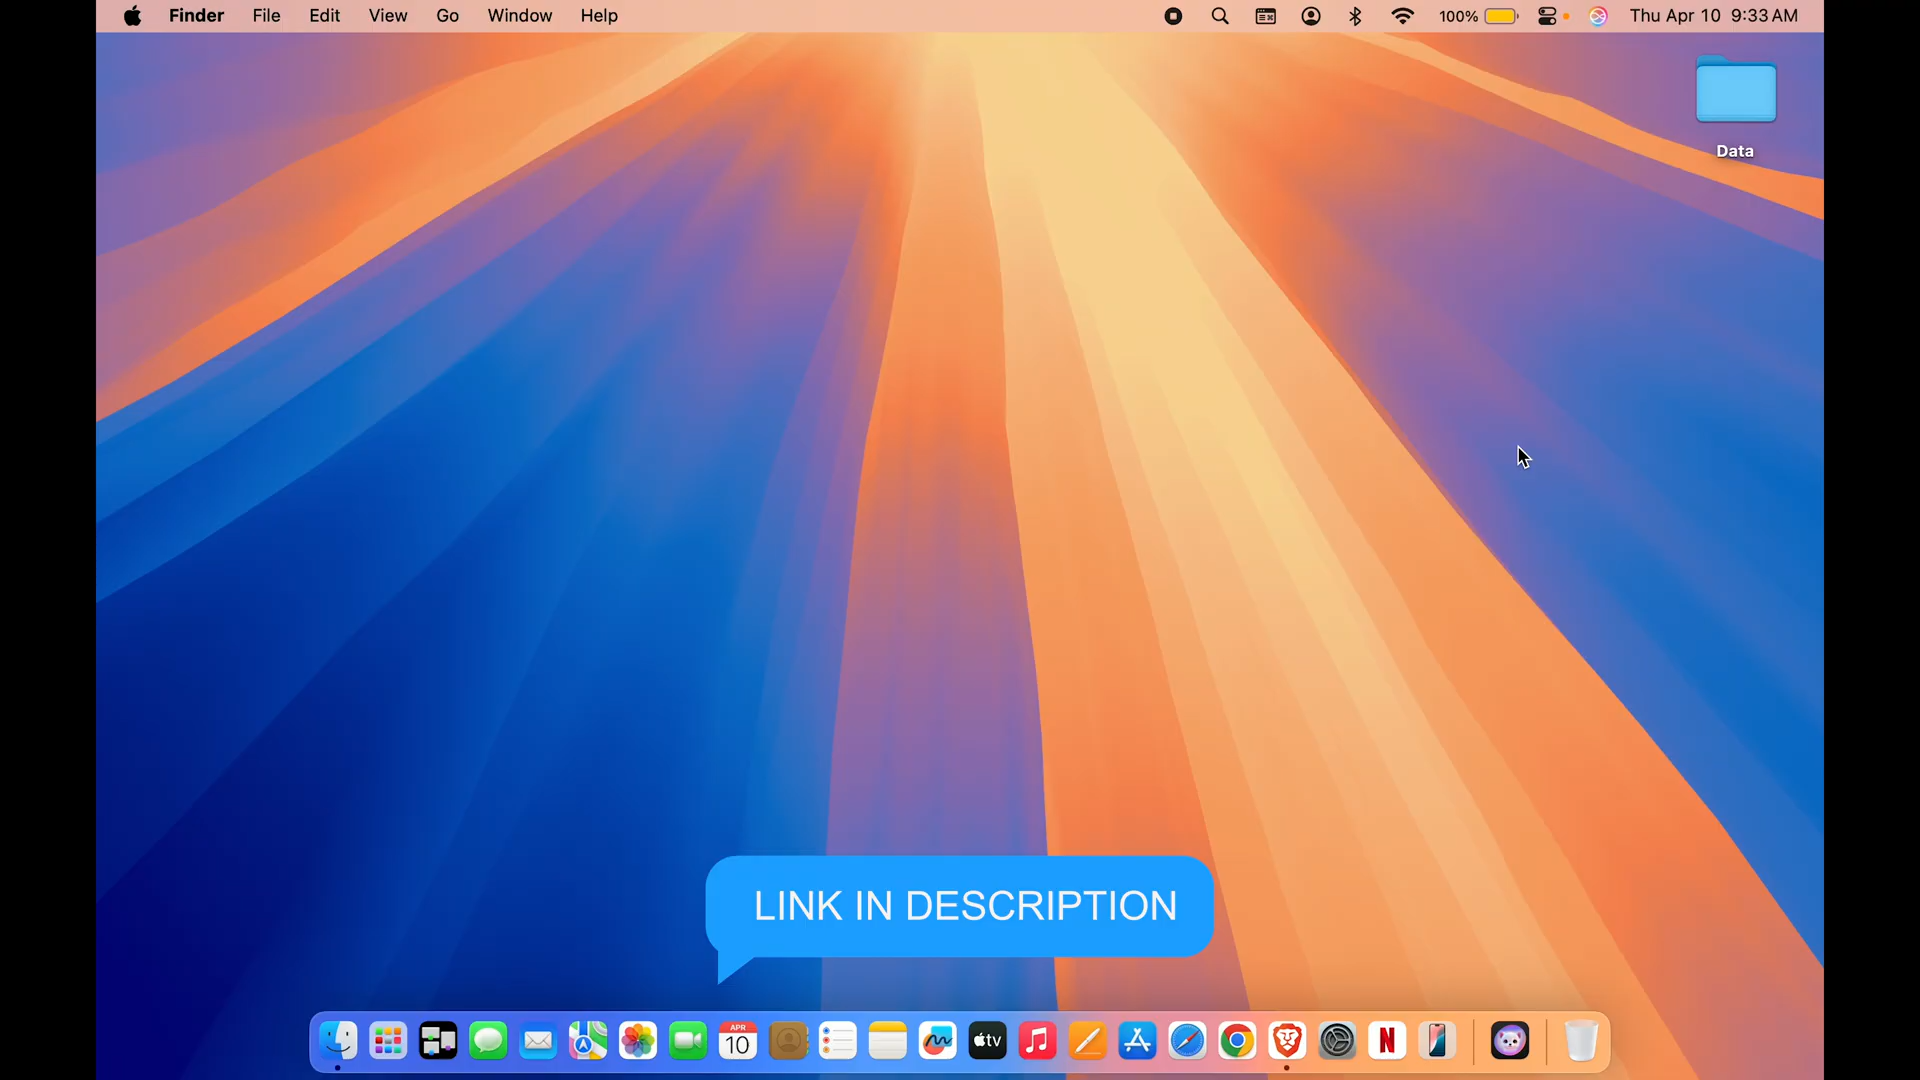 Finder File Edit View Go Window Help 100% Thu Apr 10 9:33 AM
Data
LINK IN DESCRIPTION
APR
10
tv
N